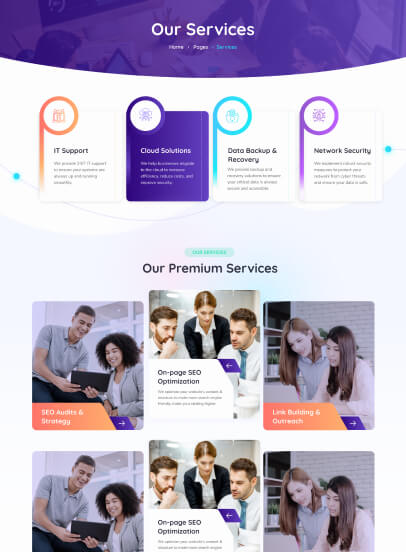 Our Services
Home • Pages • Services
IT Support
We provide 24/7 IT support
to ensure your systems are
always up and running
smoothly.
Cloud Solutions
We help businesses migrate
to the cloud to increase
efficiency, reduce costs, and
improve security.
Data Backup &
Recovery
We provide backup and
recovery solutions to ensure
your critical data is always
secure and accessible.
Network Security
We implement robust security
measures to protect your
network from cyber threats
and ensure your data is safe.
OUR SERVICES
Our Premium Services
SEO Audits &
Strategy
On-page SEO
Optimization
We optimize your website's content &
structure to make more search engine
friendly, make your ranking higher.
Link Building &
Outreach
On-page SEO
Optimization
We optimize your website's content &
structure to make more search engine